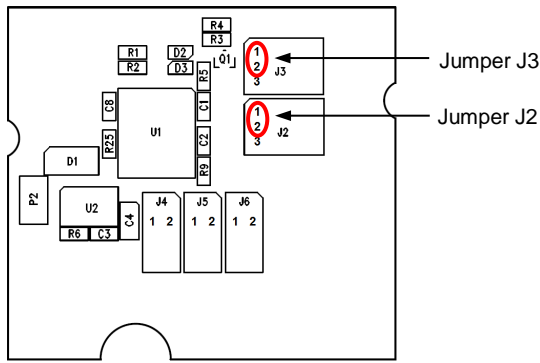 R4
R3
R1
R2
D2
D3
Q1
R5
1
2
3
J3
Jumper J3
C8
C1
U1
1
2
3
J2
Jumper J2
R25
C2
D1
R9
P2
U2
R6
C3
C4
J4
1 2
J5
1 2
J6
1 2